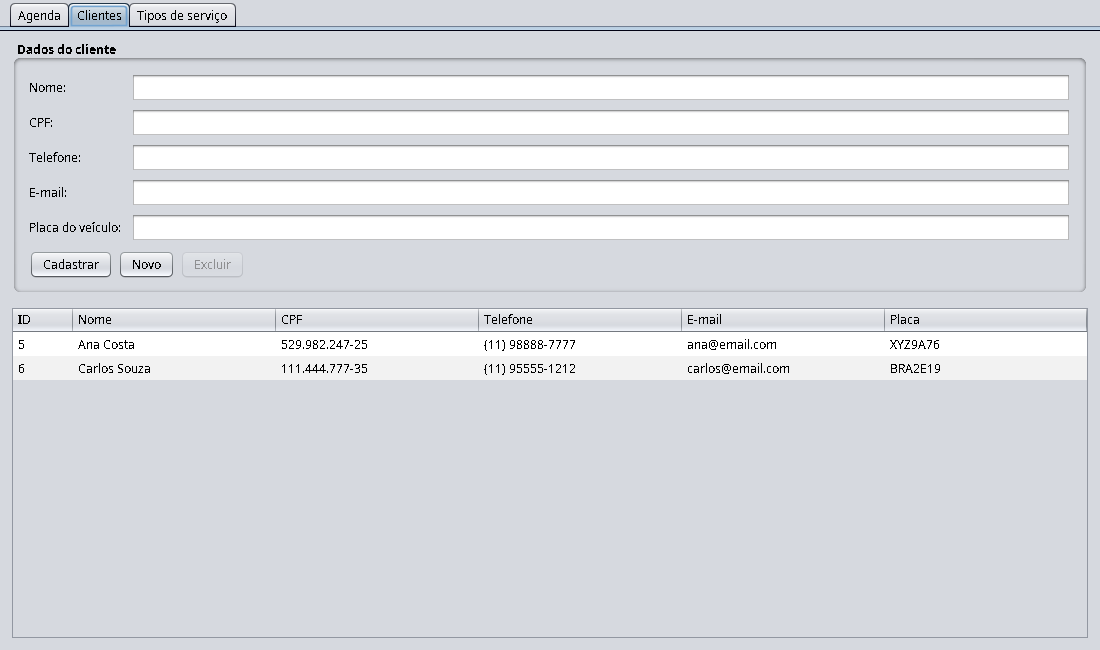 Agenda Clientes Tipos de serviço
Dados do cliente
Nome:
CPF:
Telefone:
E-mail:
Placa do veículo:
Cadastrar Novo Excluir
ID Nome CPF Telefone E-mail Placa
5 Ana Costa 529.982.247-25 (11) 98888-7777 ana@email.com XYZ9A76
6 Carlos Souza 111.444.777-35 (11) 95555-1212 carlos@email.com BRA2E19